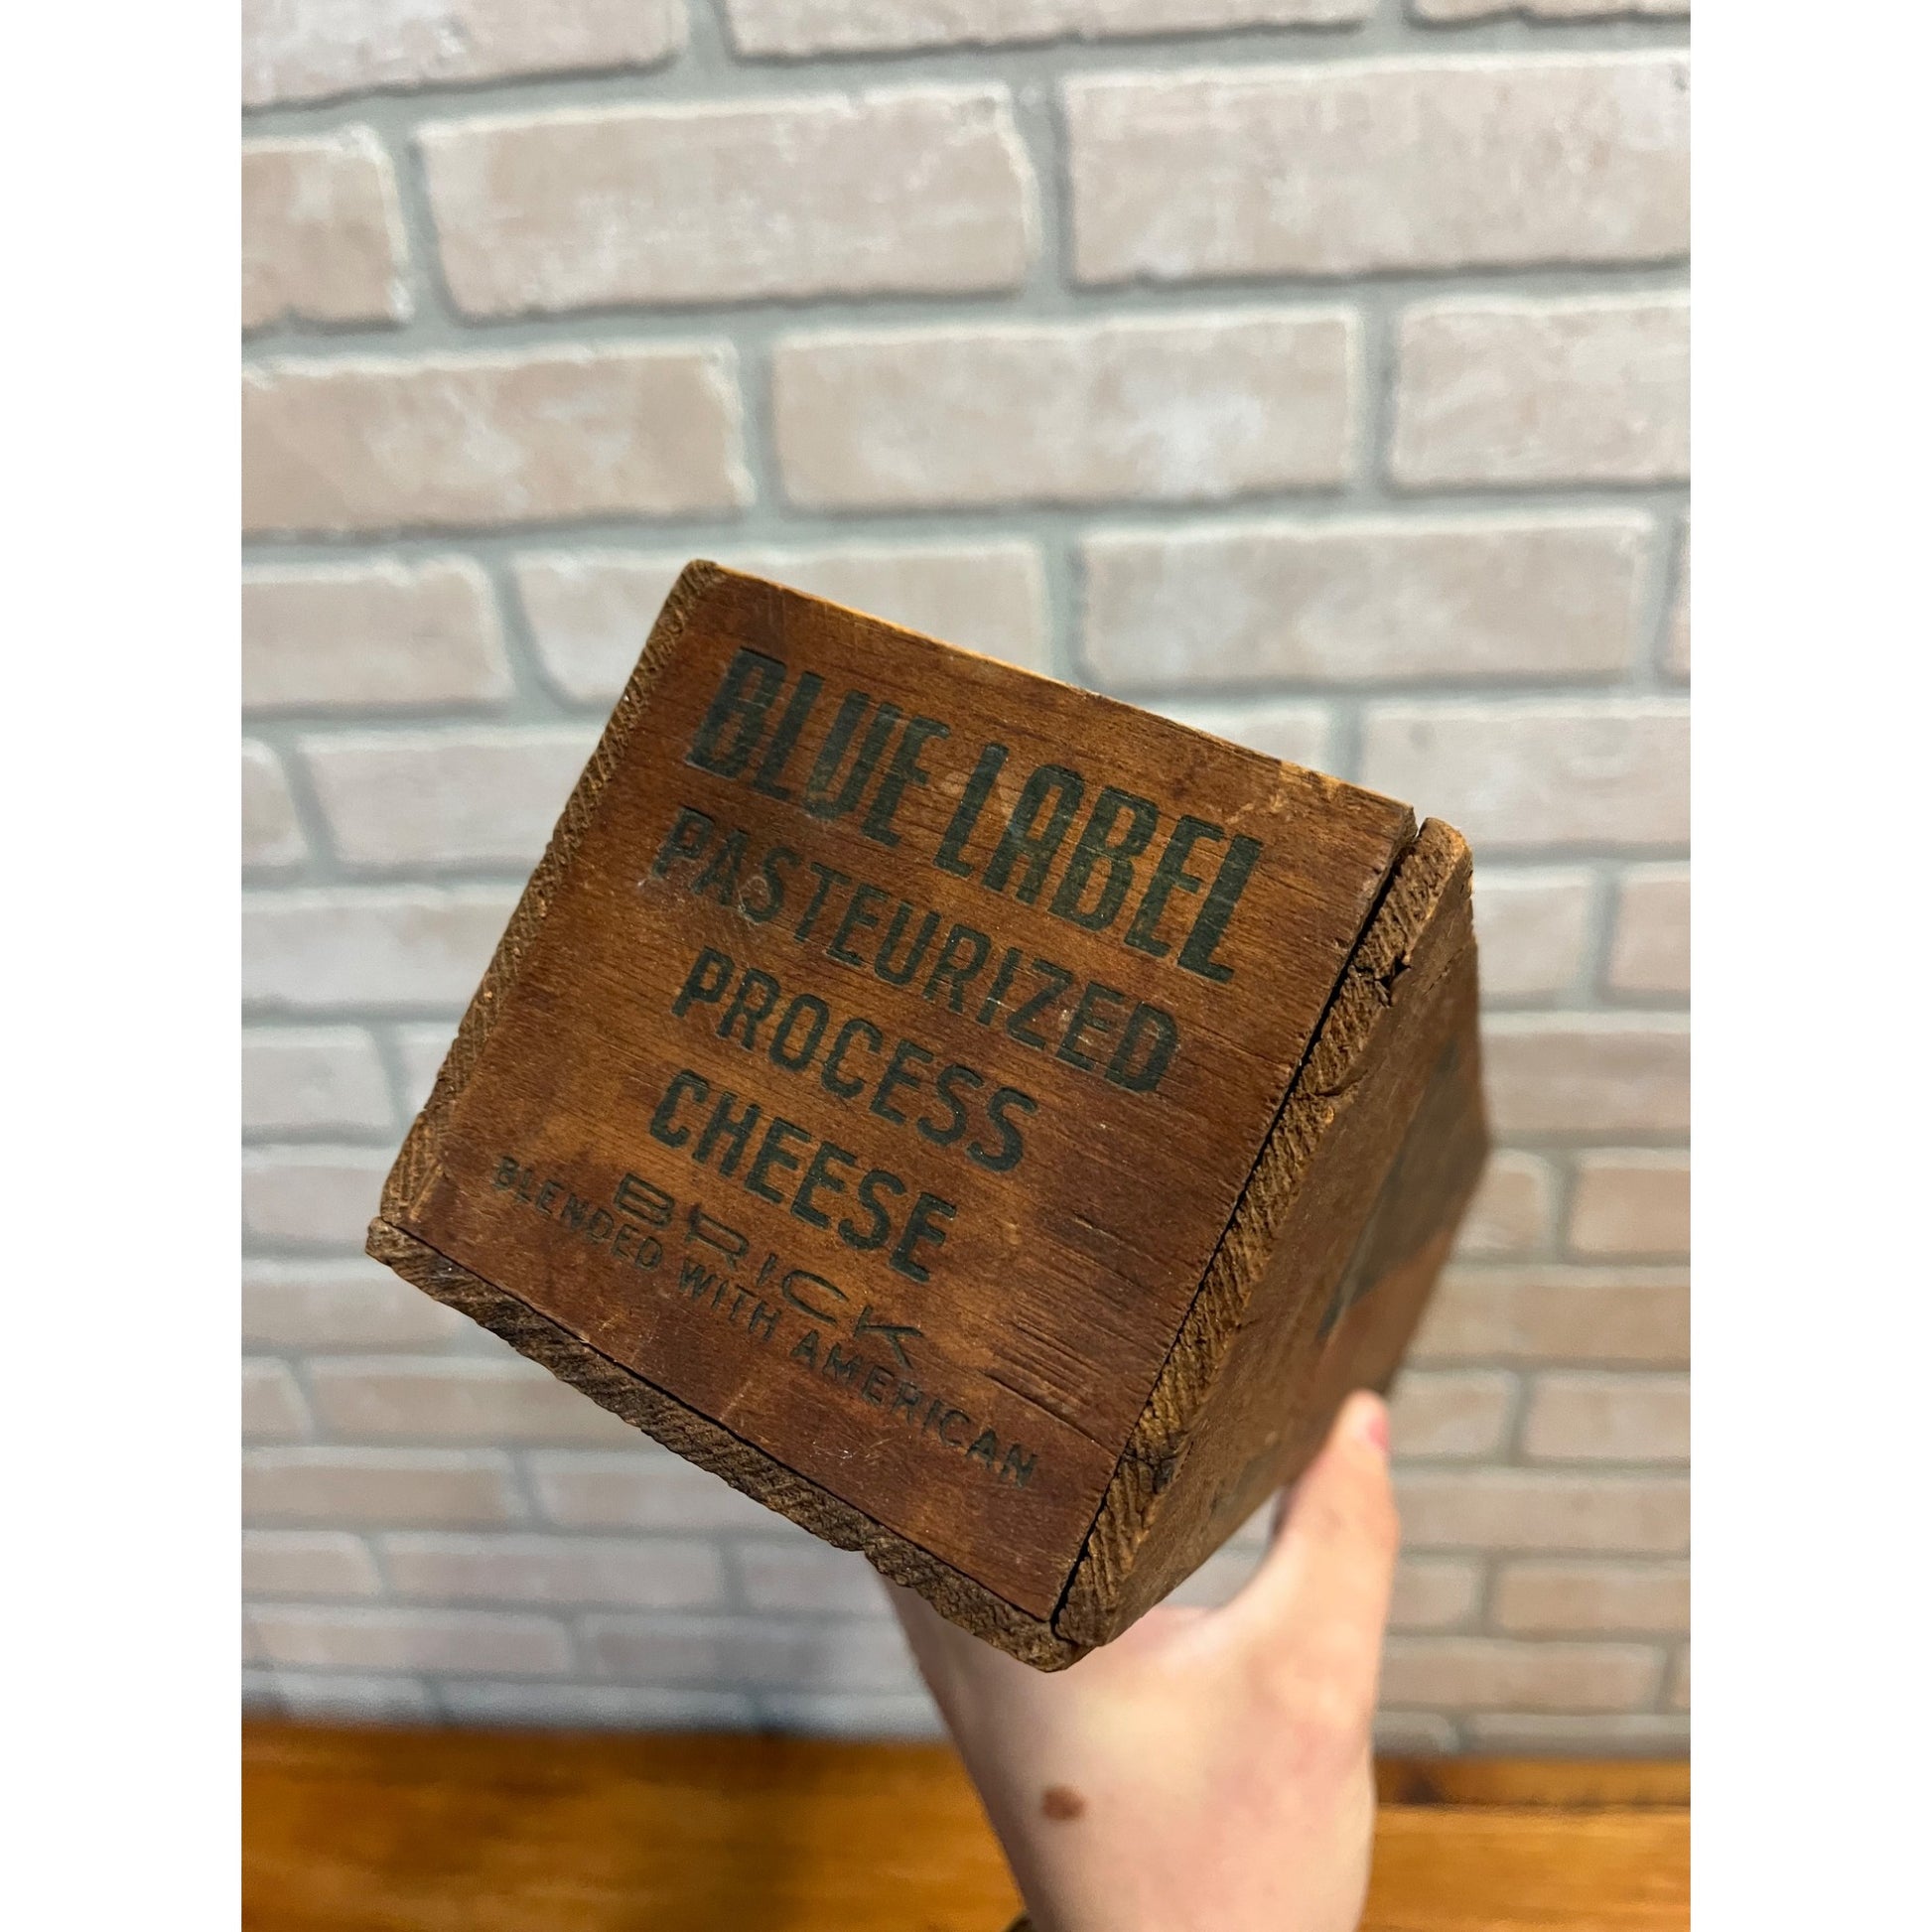 BLUE LABEL
PASTEURIZED
PROCESS
CHEESE
BRICK
BLENDED WITH AMERICAN